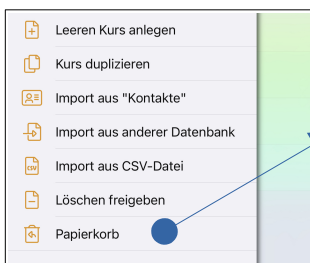 Leeren Kurs anlegen
Kurs duplizieren
Import aus "Kontakte"
Import aus anderer Datenbank
CSV Import aus CSV-Datei
Löschen freigeben
Papierkorb